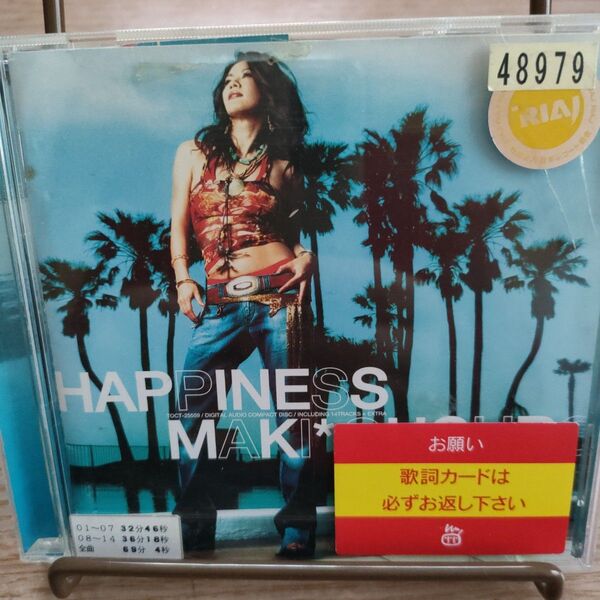 48979
RIAJ
HAPPINESS
TOCT-25559 / DIGITAL AUDIO COMPACT DISC / INCLUDING 14TRACKS + EXTRA
MAKI*
お願い
歌詞カードは
必ずお返し下さい
01〜07 32分46秒
08〜14 36分18秒
全曲 69分 4秒